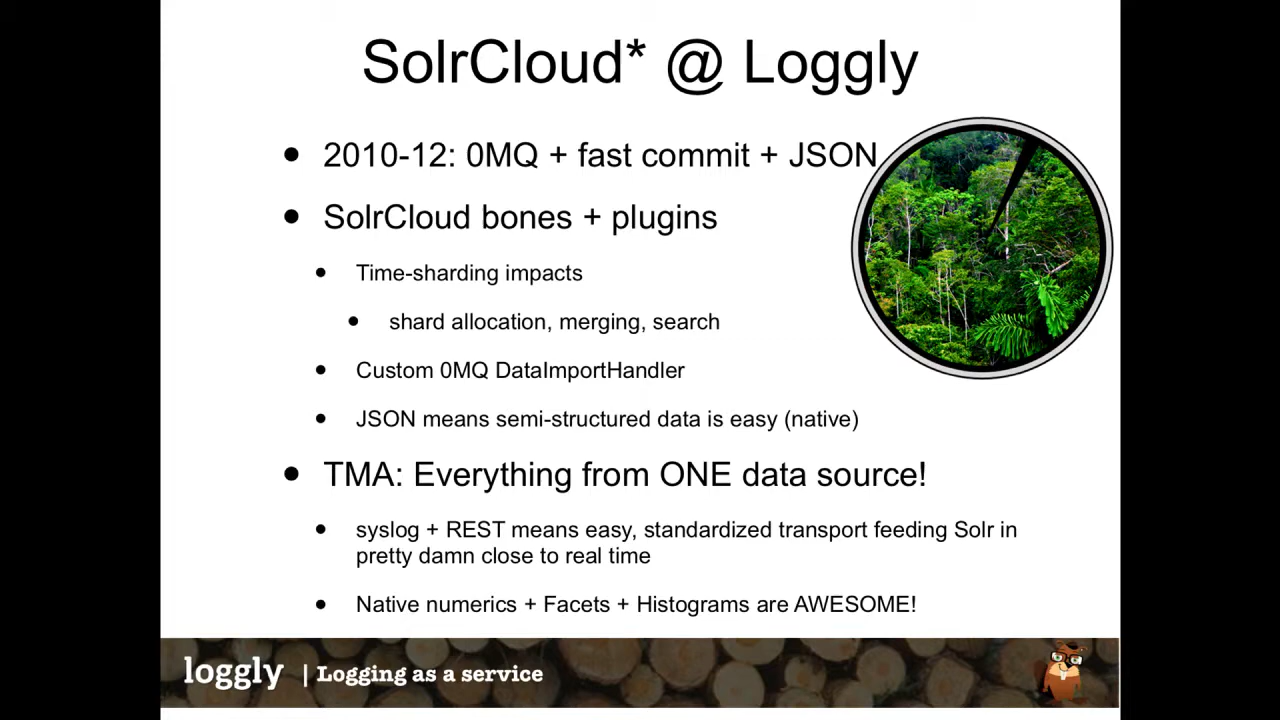 SolrCloud* @ Loggly
• 2010-12: 0MQ + fast commit + JSON
• SolrCloud bones + plugins
• Time-sharding impacts
• shard allocation, merging, search
• Custom 0MQ DataImportHandler
• JSON means semi-structured data is easy (native)
• TMA: Everything from ONE data source!
• syslog + REST means easy, standardized transport feeding Solr in
pretty damn close to real time
• Native numerics + Facets + Histograms are AWESOME!
loggly | Logging as a service